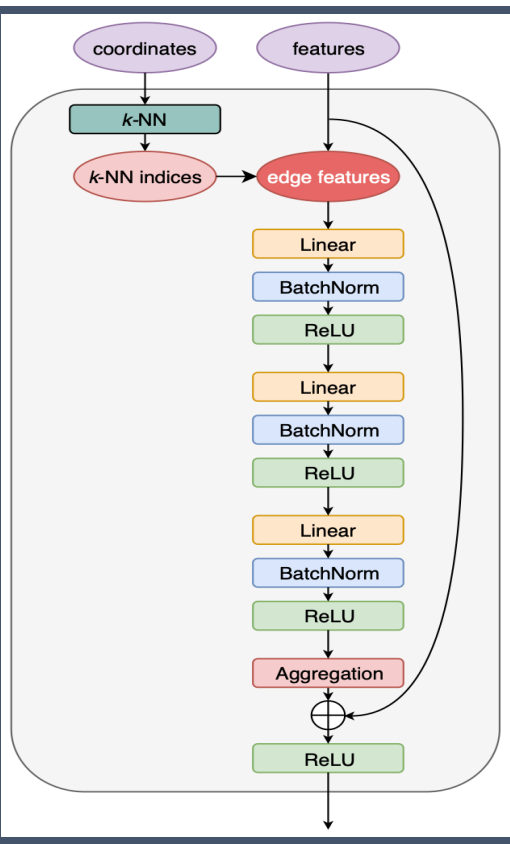 coordinates
features
k-NN
k-NN indices
edge features
Linear
BatchNorm
ReLU
Linear
BatchNorm
ReLU
Linear
BatchNorm
ReLU
Aggregation
ReLU